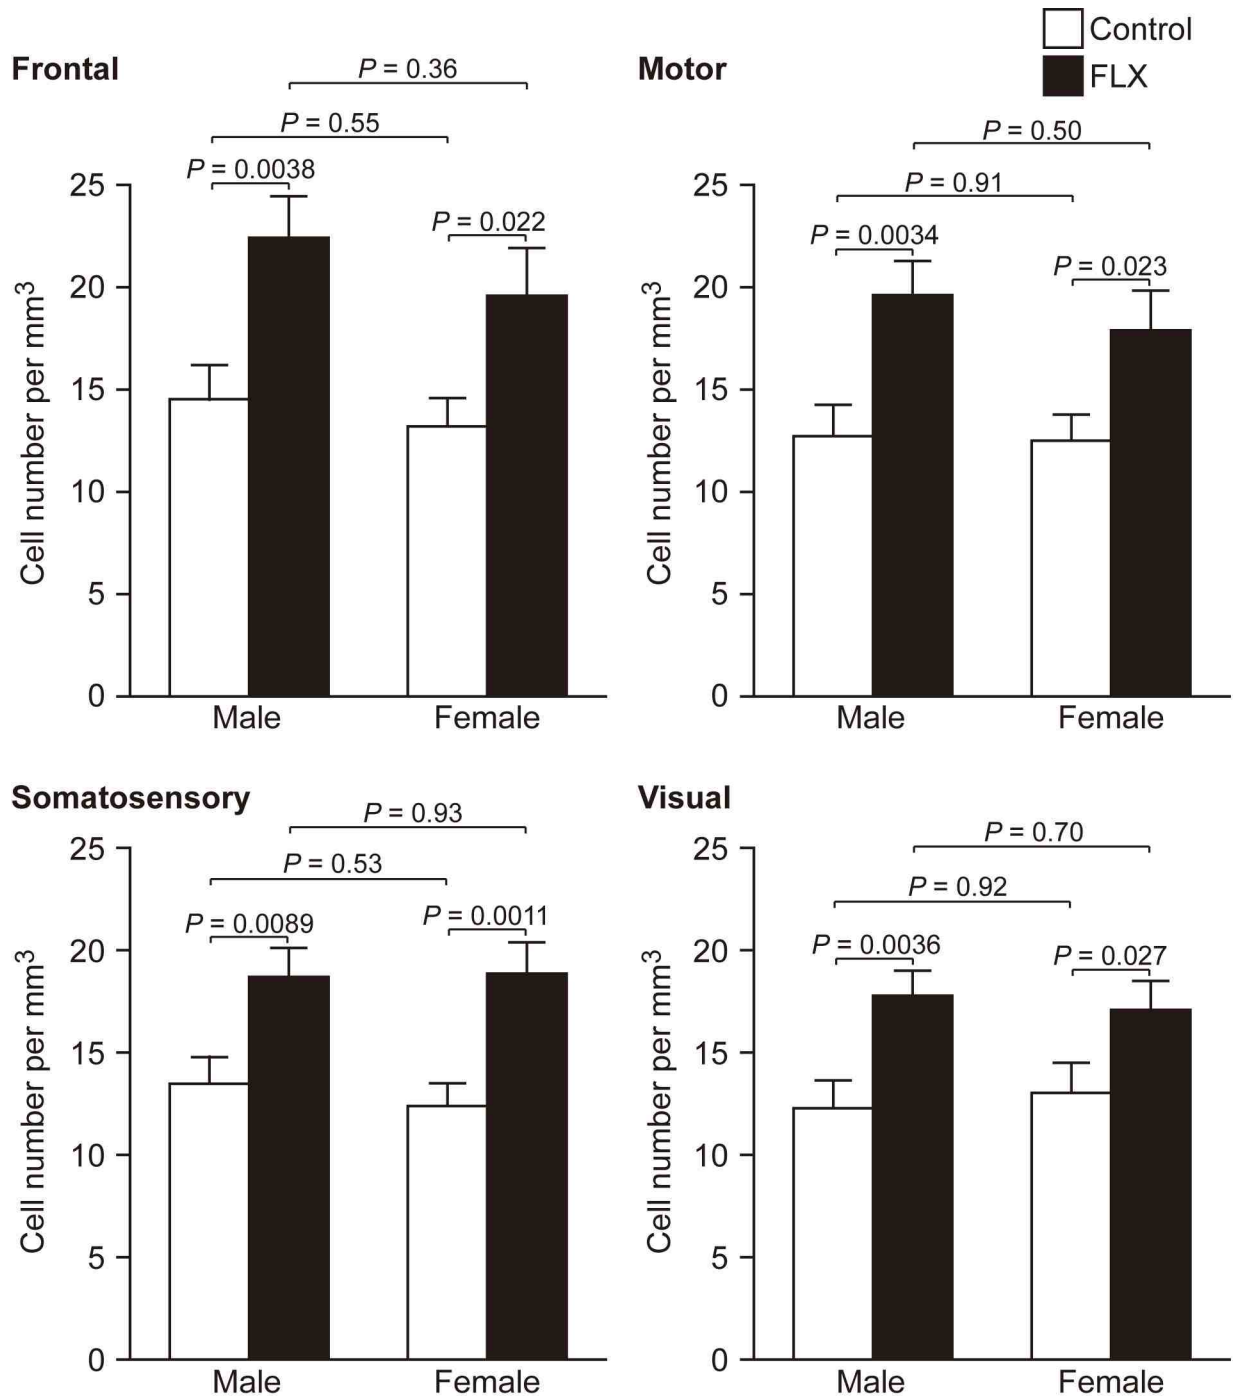 Control
FLX
Frontal
P = 0.36
P = 0.55
P = 0.0038
P = 0.022
25
20
15
10
5
0
Cell number per mm³
Male
Female
Motor
P = 0.50
P = 0.91
P = 0.0034
P = 0.023
25
20
15
10
5
0
Cell number per mm³
Male
Female
Somatosensory
P = 0.93
P = 0.53
P = 0.0089
P = 0.0011
25
20
15
10
5
0
Cell number per mm³
Male
Female
Visual
P = 0.70
P = 0.92
P = 0.0036
P = 0.027
25
20
15
10
5
0
Cell number per mm³
Male
Female